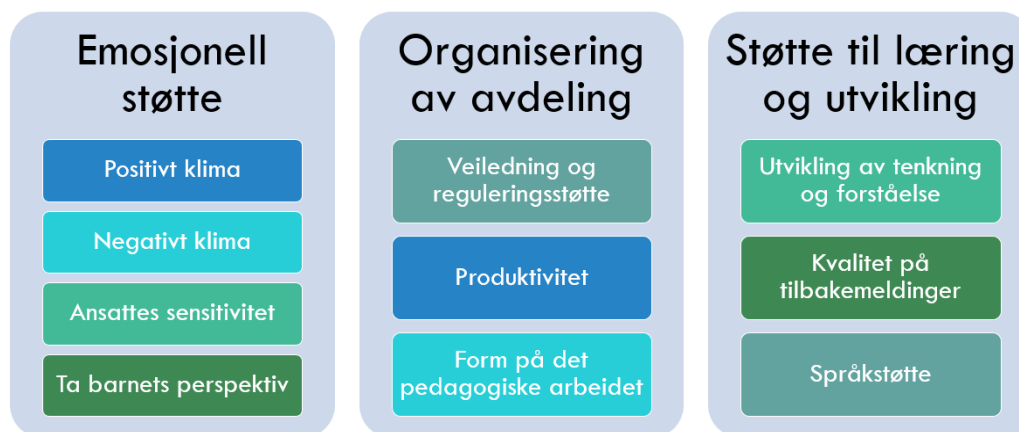 Emosjonell
støtte
Positivt klima
Negativt klima
Ansattes sensitivitet
Ta barnets perspektiv
Organisering
av avdeling
Veiledning og
reguleringsstøtte
Produktivitet
Form på det
pedagogiske arbeidet
Støtte til læring
og utvikling
Utvikling av tenkning
og forståelse
Kvalitet på
tilbakemeldinger
Språkstøtte